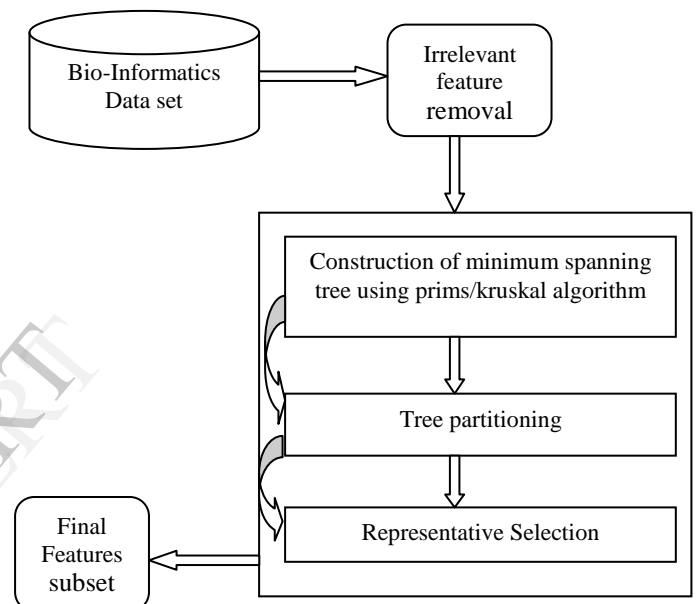 Bio-Informatics
Data set
Irrelevant
feature
removal
Construction of minimum spanning
tree using prims/kruskal algorithm
Tree partitioning
Representative Selection
Final
Features
subset